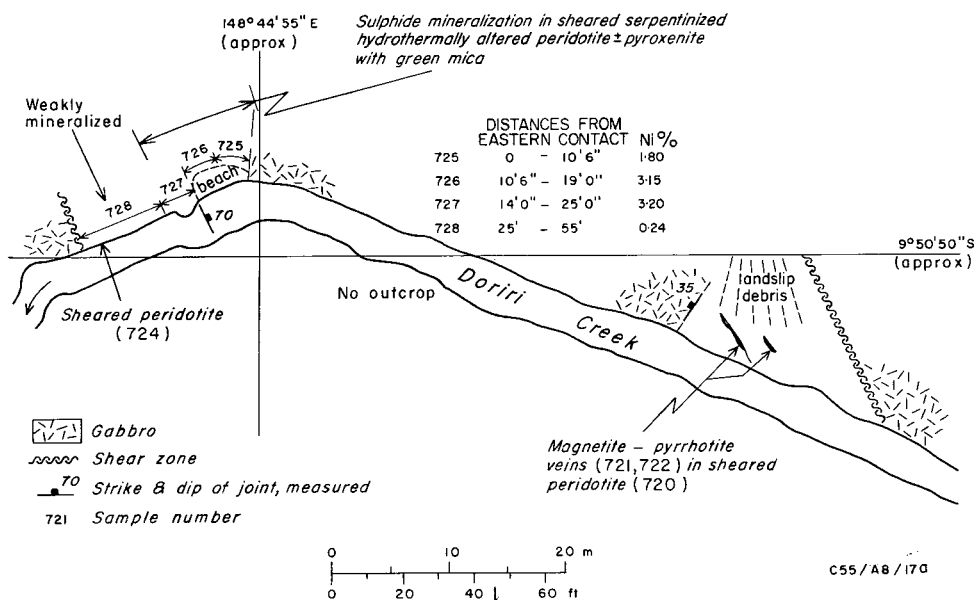 148° 44' 55" E
(approx)
Sulphide mineralization in sheared serpentinized
hydrothermally altered peridotite ± pyroxenite
with green mica
Weakly
mineralized
DISTANCES FROM
EASTERN CONTACT Ni %
725 0 - 10'6" 1·80
726 10'6" - 19'0" 3·15
727 14'0" - 25'0" 3·20
728 25' - 55' 0·24
726 725
beach
727
728
70
9° 50' 50" S
(approx)
Sheared peridotite
(724)
No outcrop
Doriri
Creek
35
landslip
debris
Magnetite - pyrrhotite
veins (721, 722) in sheared
peridotite (720)
Gabbro
Shear zone
70 Strike & dip of joint, measured
721 Sample number
0 10 20 m
0 20 40 60 ft
C55/A8/17a